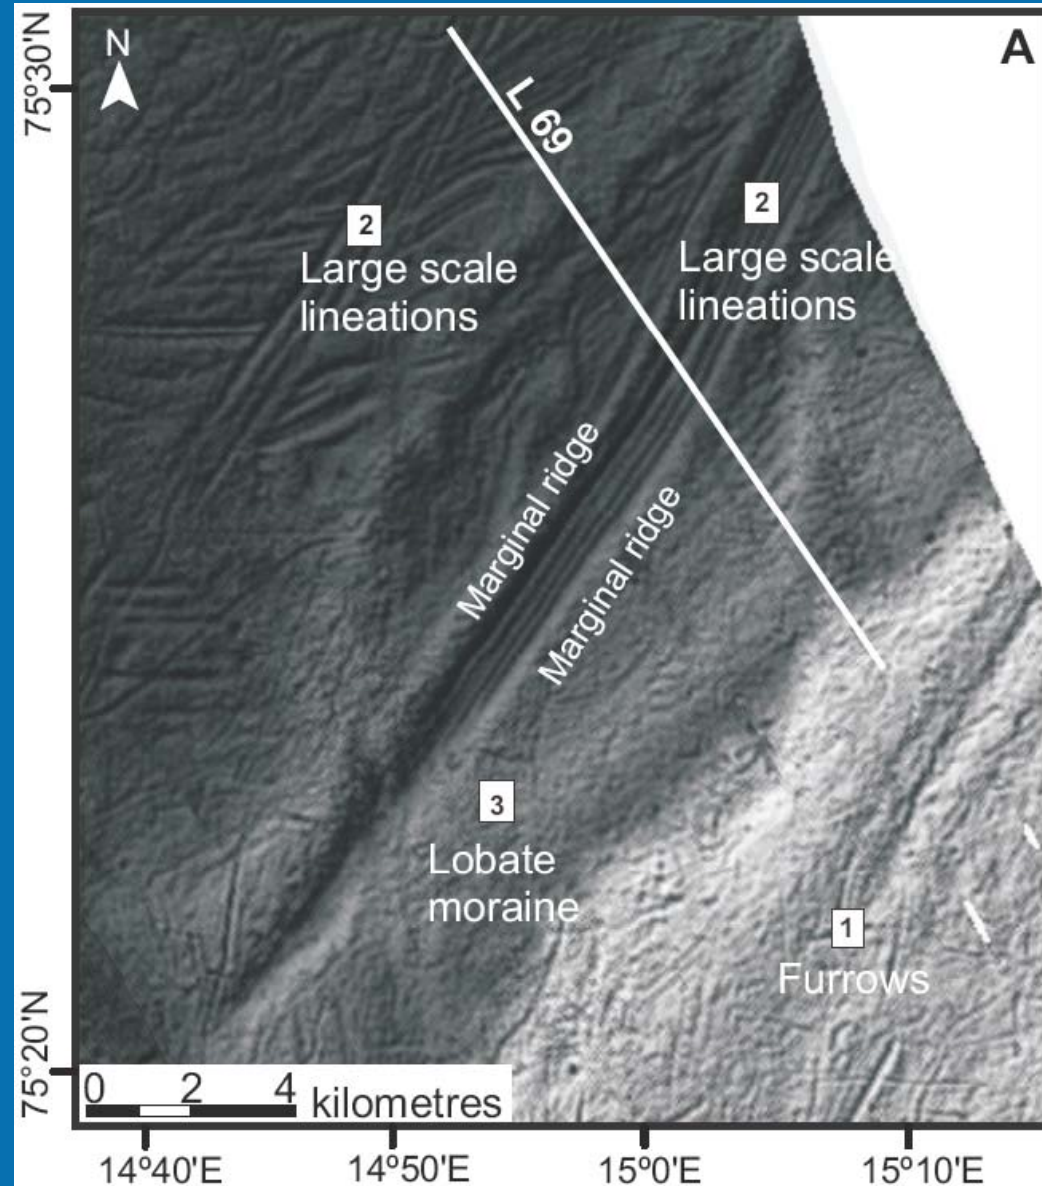 A
N
75º30'N
L 69
2
Large scale
lineations
2
Large scale
lineations
Marginal ridge
Marginal ridge
3
Lobate
moraine
1
Furrows
75º20'N
0 2 4 kilometres
14º40'E 14º50'E 15º0'E 15º10'E